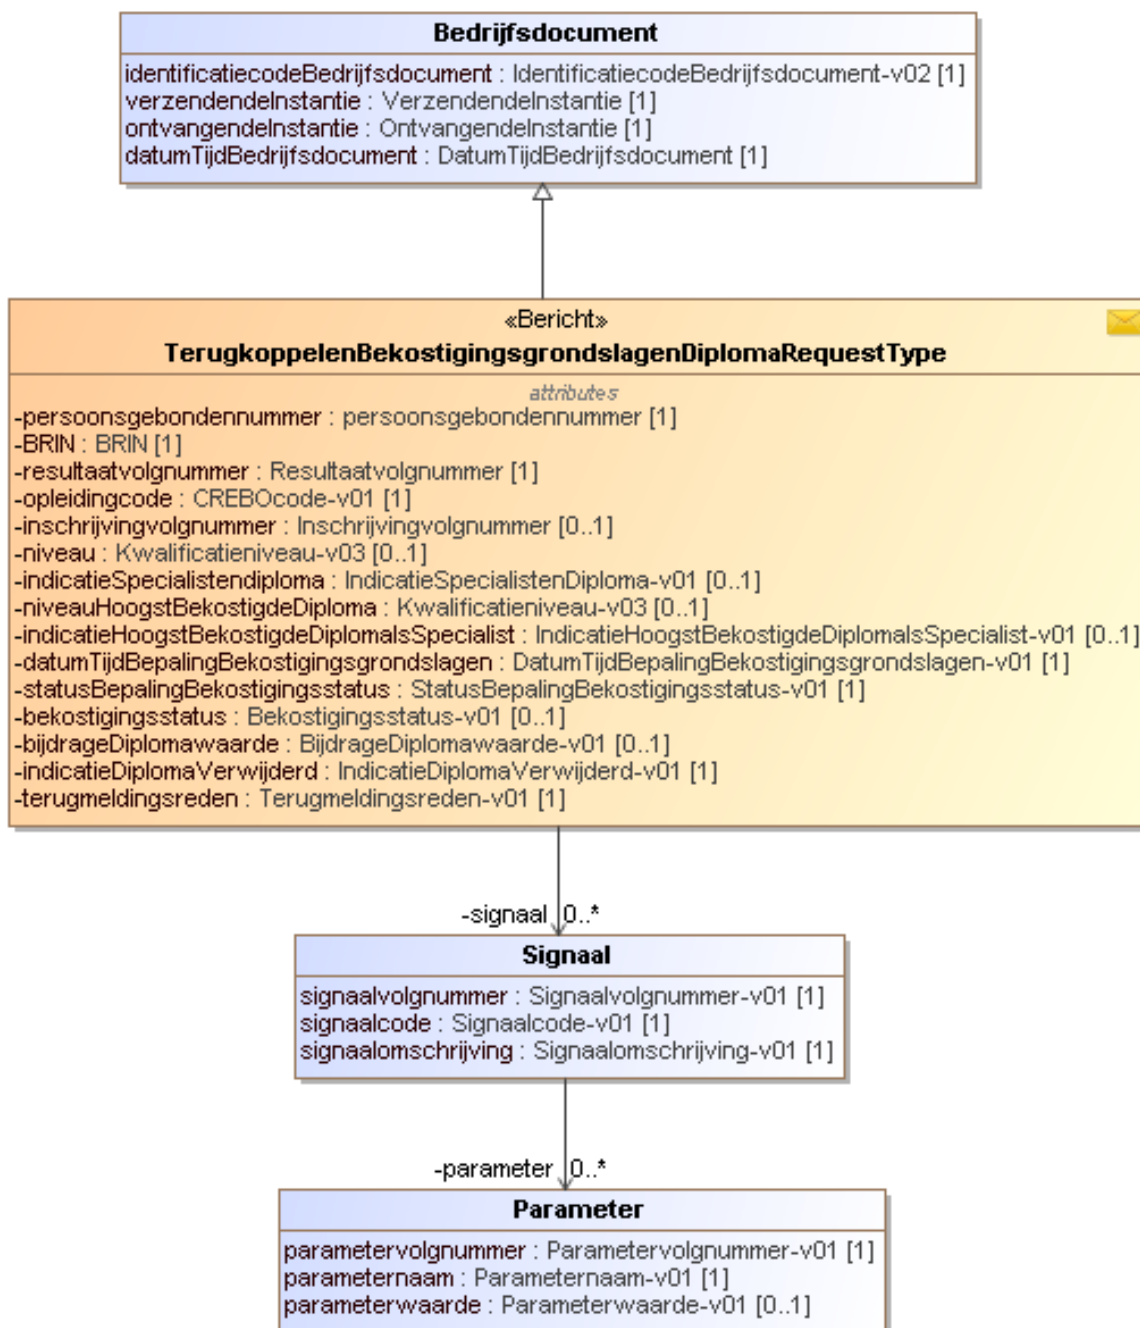 Bedrijfsdocument
identificatiecodeBedrijfsdocument : IdentificatiecodeBedrijfsdocument-v02 [1]
verzendendeInstantie : VerzendendeInstantie [1]
ontvangendeInstantie : OntvangendeInstantie [1]
datumTijdBedrijfsdocument : DatumTijdBedrijfsdocument [1]
«Bericht»
TerugkoppelenBekostigingsgrondslagenDiplomaRequestType
attributes
-persoonsgebondennummer : persoonsgebondennummer [1]
-BRIN : BRIN [1]
-resultaatvolgnummer : Resultaatvolgnummer [1]
-opleidingcode : CREBOcode-v01 [1]
-inschrijvingvolgnummer : Inschrijvingvolgnummer [0..1]
-niveau : Kwalificatieniveau-v03 [0..1]
-indicatieSpecialistendiploma : IndicatieSpecialistenDiploma-v01 [0..1]
-niveauHoogstBekostigdeDiploma : Kwalificatieniveau-v03 [0..1]
-indicatieHoogstBekostigdeDiplomaIsSpecialist : IndicatieHoogstBekostigdeDiplomaIsSpecialist-v01 [0..1]
-datumTijdBepalingBekostigingsgrondslagen : DatumTijdBepalingBekostigingsgrondslagen-v01 [1]
-statusBepalingBekostigingsstatus : StatusBepalingBekostigingsstatus-v01 [1]
-bekostigingsstatus : Bekostigingsstatus-v01 [0..1]
-bijdrageDiplomawaarde : BijdrageDiplomawaarde-v01 [0..1]
-indicatieDiplomaVerwijderd : IndicatieDiplomaVerwijderd-v01 [1]
-terugmeldingsreden : Terugmeldingsreden-v01 [1]
-signaal 0..*
Signaal
signaalvolgnummer : Signaalvolgnummer-v01 [1]
signaalcode : Signaalcode-v01 [1]
signaalomschrijving : Signaalomschrijving-v01 [1]
-parameter 0..*
Parameter
parametervolgnummer : Parametervolgnummer-v01 [1]
parameternaam : Parameternaam-v01 [1]
parameterwaarde : Parameterwaarde-v01 [0..1]